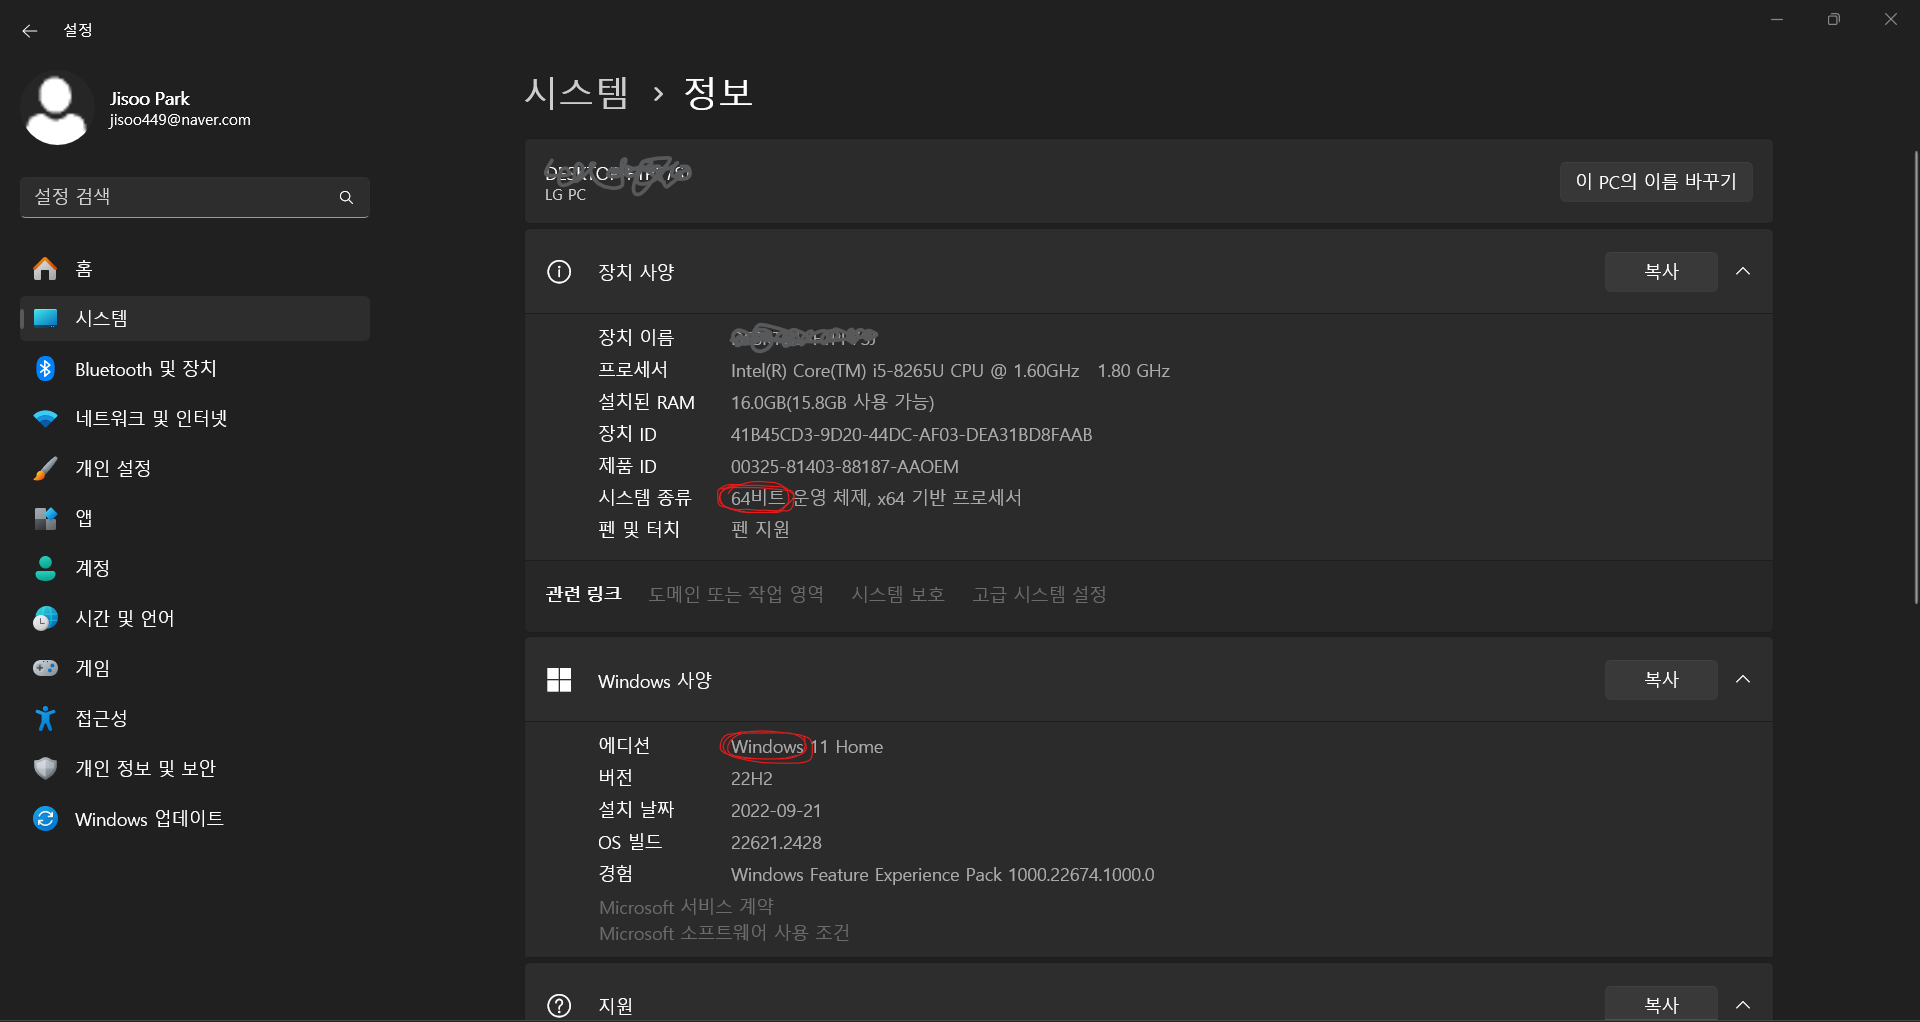 설정
Jisoo Park
jisoo449@naver.com
설정 검색
홈
시스템
Bluetooth 및 장치
네트워크 및 인터넷
개인 설정
앱
계정
시간 및 언어
게임
접근성
개인 정보 및 보안
Windows 업데이트
시스템 › 정보
LG PC
이 PC의 이름 바꾸기
장치 사양
복사
장치 이름
프로세서 Intel(R) Core(TM) i5-8265U CPU @ 1.60GHz 1.80 GHz
설치된 RAM 16.0GB(15.8GB 사용 가능)
장치 ID 41B45CD3-9D20-44DC-AF03-DEA31BD8FAAB
제품 ID 00325-81403-88187-AAOEM
시스템 종류 64비트 운영 체제, x64 기반 프로세서
펜 및 터치 펜 지원
관련 링크 도메인 또는 작업 영역 시스템 보호 고급 시스템 설정
Windows 사양
복사
에디션 Windows 11 Home
버전 22H2
설치 날짜 2022-09-21
OS 빌드 22621.2428
경험 Windows Feature Experience Pack 1000.22674.1000.0
Microsoft 서비스 계약
Microsoft 소프트웨어 사용 조건
지원
복사